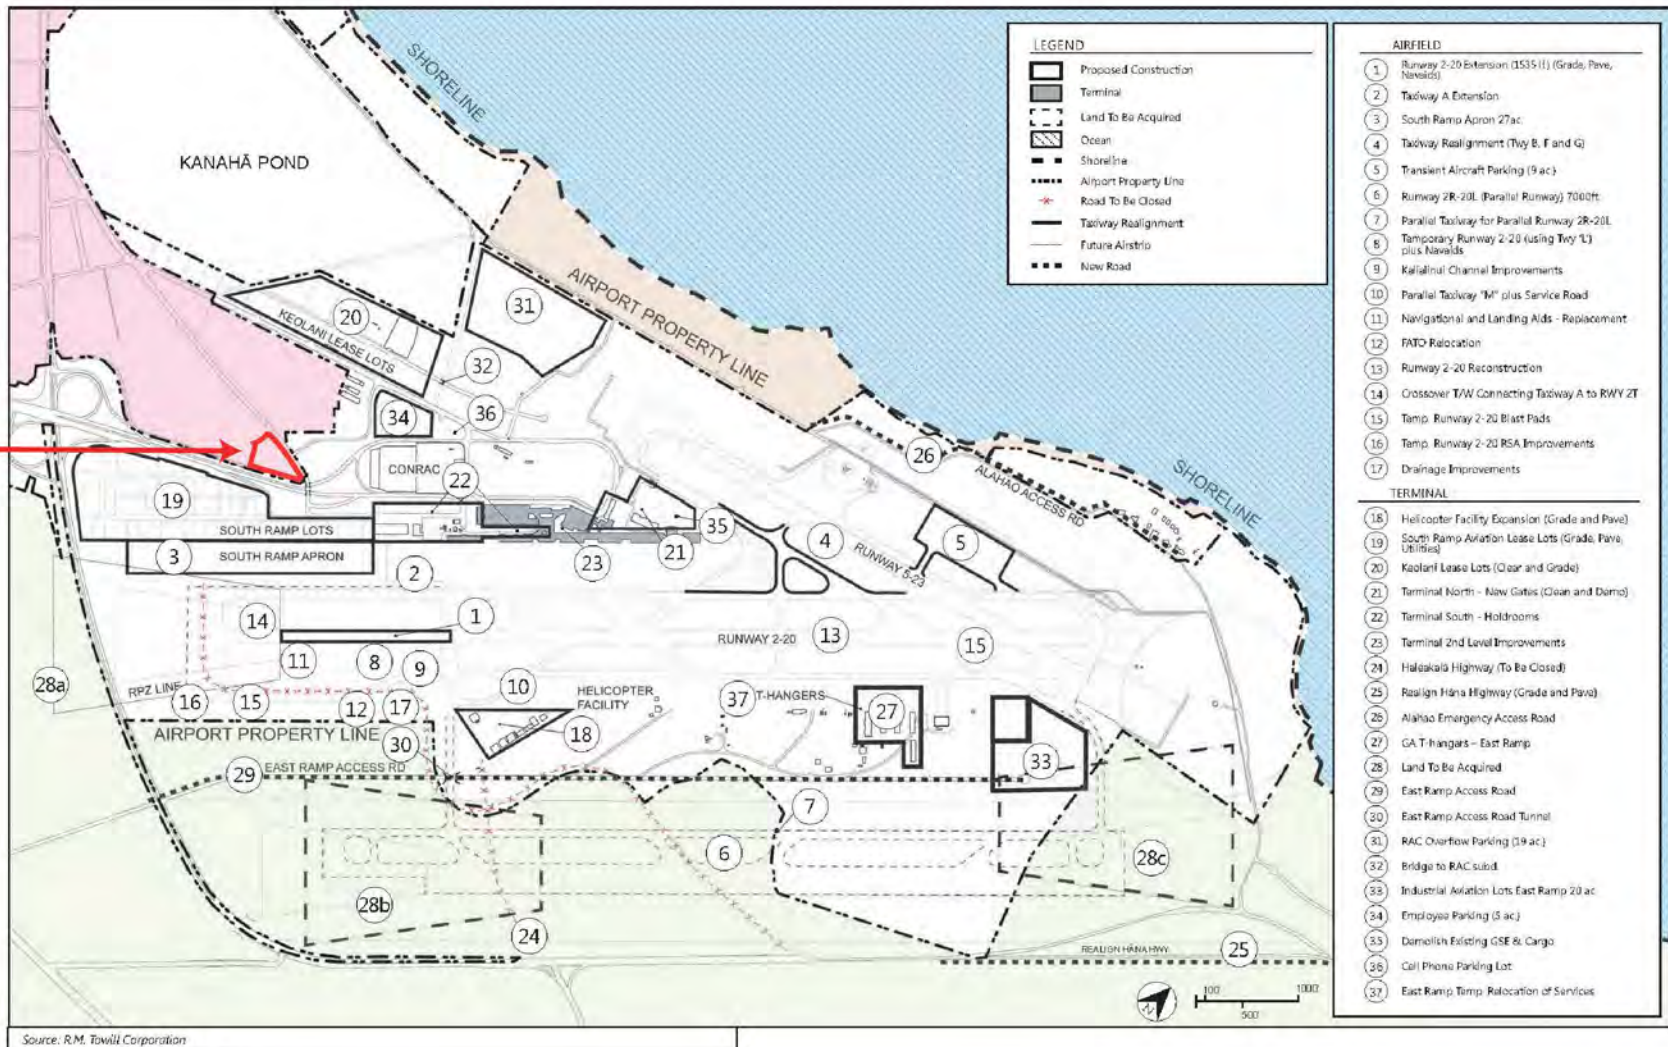 SHORELINE
KANAHĀ POND
AIRPORT PROPERTY LINE
31
20
KEOLANI LEASE LOTS
32
34
36
CONRAC
22
19
SOUTH RAMP LOTS
3
SOUTH RAMP APRON
2
23
21
35
4
RUNWAY 5-23
5
26
ALAHAO ACCESS RD
SHORELINE
14
1
11
8
9
RUNWAY 2-20
13
15
28a
RPZ LINE
16
15
12
17
10
HELICOPTER
FACILITY
18
37
T-HANGERS
27
33
AIRPORT PROPERTY LINE
30
29
EAST RAMP ACCESS RD
7
6
28b
28c
24
REALIGN HĀNA HWY
25
N
100'
1000'
500'
LEGEND
Proposed Construction
Terminal
Land To Be Acquired
Ocean
Shoreline
Airport Property Line
Road To Be Closed
Taxiway Realignment
Future Airstrip
New Road
AIRFIELD
1 Runway 2-20 Extension (1535 lf) (Grade, Pave,
Navaids)
2 Taxiway A Extension
3 South Ramp Apron 27ac.
4 Taxiway Realignment (Twy B, F and G)
5 Transient Aircraft Parking (9 ac.)
6 Runway 2R-20L (Parallel Runway) 7000ft
7 Parallel Taxiway for Parallel Runway 2R-20L
8 Temporary Runway 2-20 (using Twy 'L')
plus Navaids
9 Kalialinui Channel Improvements
10 Parallel Taxiway "M" plus Service Road
11 Navigational and Landing Aids - Replacement
12 FATO Relocation
13 Runway 2-20 Reconstruction
14 Crossover T/W Connecting Taxiway A to RWY 2T
15 Temp. Runway 2-20 Blast Pads
16 Temp. Runway 2-20 RSA Improvements
17 Drainage Improvements
TERMINAL
18 Helicopter Facility Expansion (Grade and Pave)
19 South Ramp Aviation Lease Lots (Grade, Pave,
Utilities)
20 Keolani Lease Lots (Clear and Grade)
21 Terminal North - New Gates (Clean and Demo)
22 Terminal South - Holdrooms
23 Terminal 2nd Level Improvements
24 Haleakalā Highway (To Be Closed)
25 Realign Hāna Highway (Grade and Pave)
26 Alahao Emergency Access Road
27 GA T-hangars - East Ramp
28 Land To Be Acquired
29 East Ramp Access Road
30 East Ramp Access Road Tunnel
31 RAC Overflow Parking (19 ac.)
32 Bridge to RAC subd.
33 Industrial Aviation Lots East Ramp 20 ac
34 Employee Parking (5 ac.)
35 Demolish Existing GSE & Cargo
36 Cell Phone Parking Lot
37 East Ramp Temp. Relocation of Services
Source: R.M. Towill Corporation